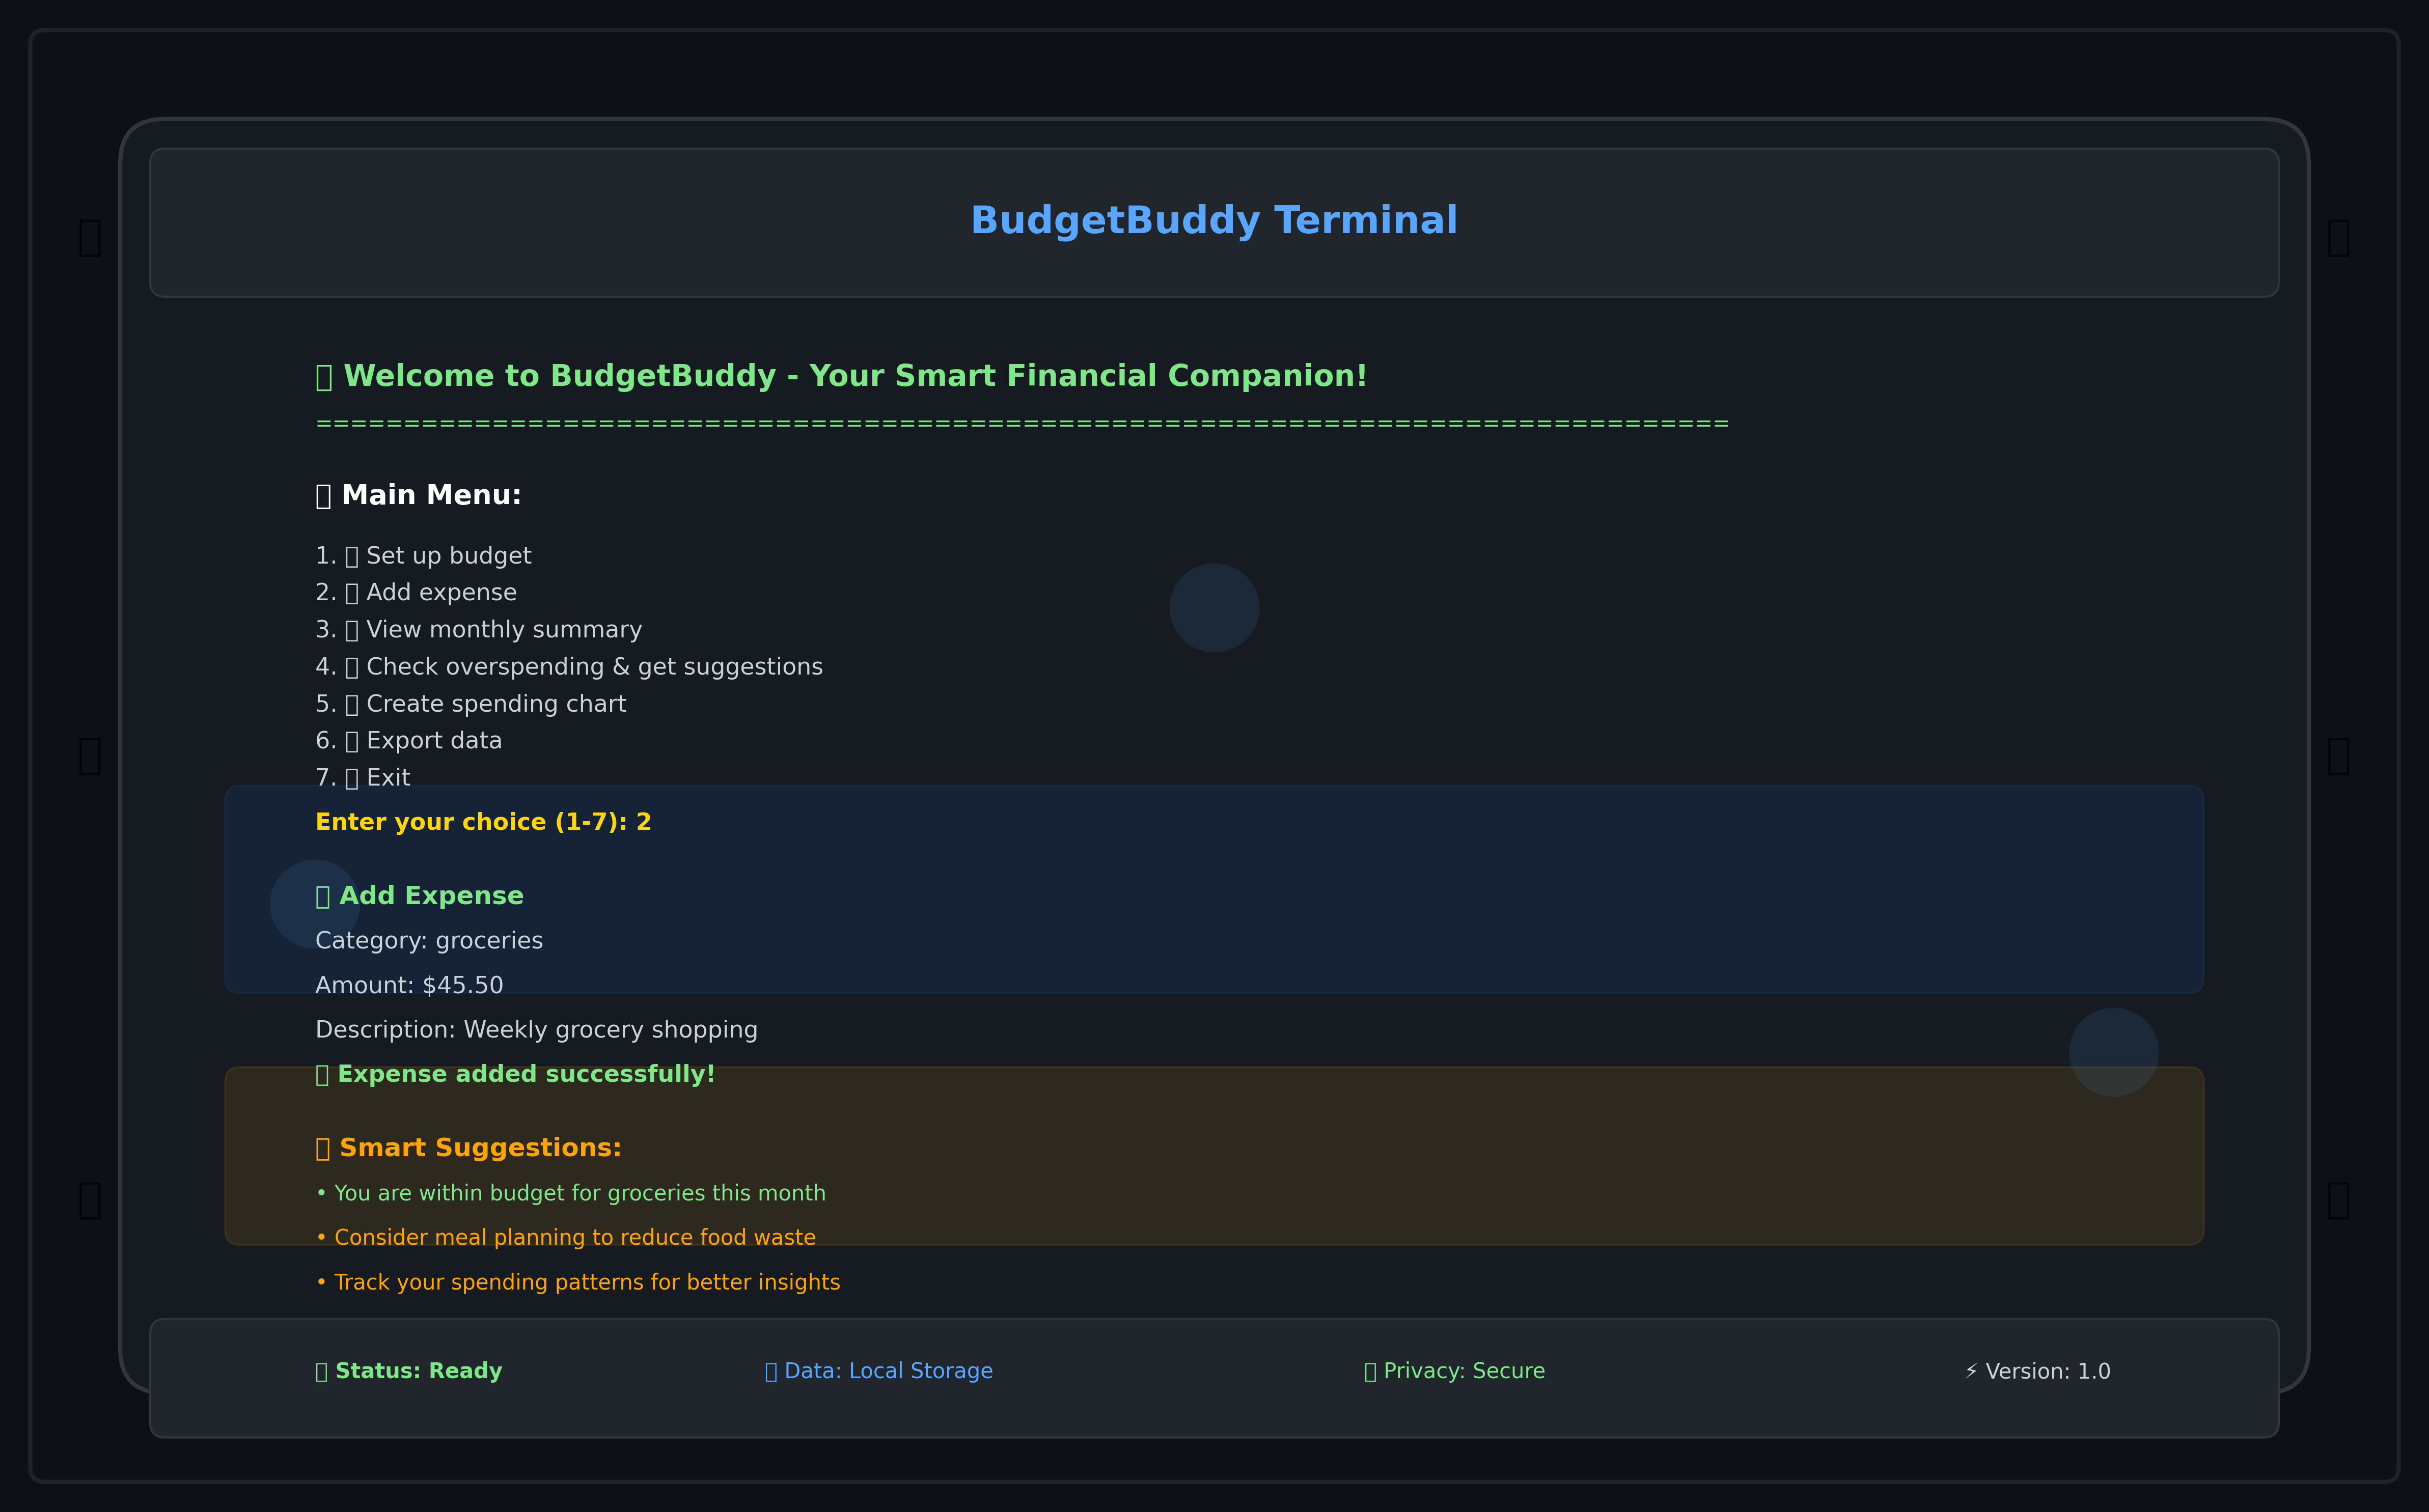 BudgetBuddy Terminal
Welcome to BudgetBuddy - Your Smart Financial Companion!
================================================================================
Main Menu:
1. Set up budget
2. Add expense
3. View monthly summary
4. Check overspending & get suggestions
5. Create spending chart
6. Export data
7. Exit
Enter your choice (1-7): 2
Add Expense
Category: groceries
Amount: $45.50
Description: Weekly grocery shopping
Expense added successfully!
Smart Suggestions:
• You are within budget for groceries this month
• Consider meal planning to reduce food waste
• Track your spending patterns for better insights
Status: Ready
Data: Local Storage
Privacy: Secure
⚡ Version: 1.0